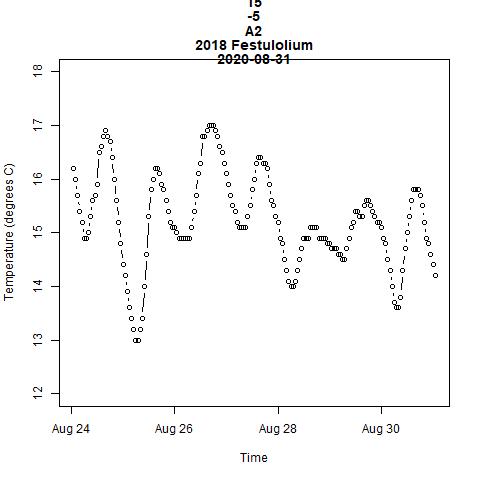 15
-5
A2
2018 Festulolium
2020-08-31
Temperature (degrees C)
18
17
16
15
14
13
12
Aug 24 Aug 26 Aug 28 Aug 30
Time